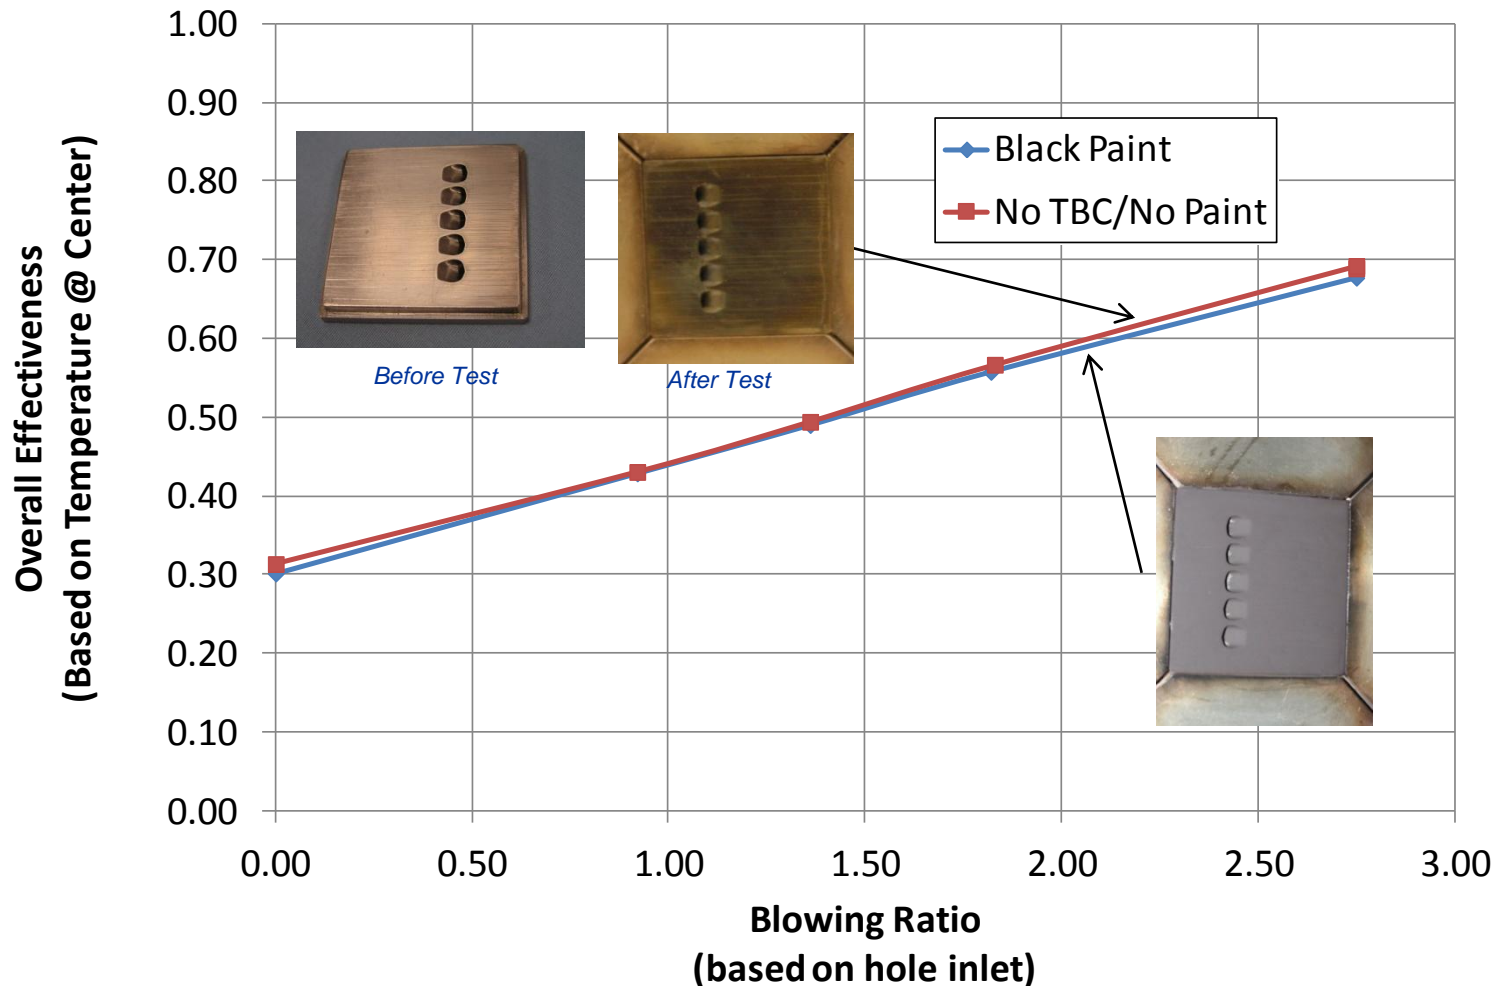 1.00
0.90
0.80
0.70
0.60
0.50
0.40
0.30
0.20
0.10
0.00
Overall Effectiveness
(Based on Temperature @ Center)
Before Test
After Test
Black Paint
No TBC/No Paint
0.00 0.50 1.00 1.50 2.00 2.50 3.00
Blowing Ratio
(based on hole inlet)